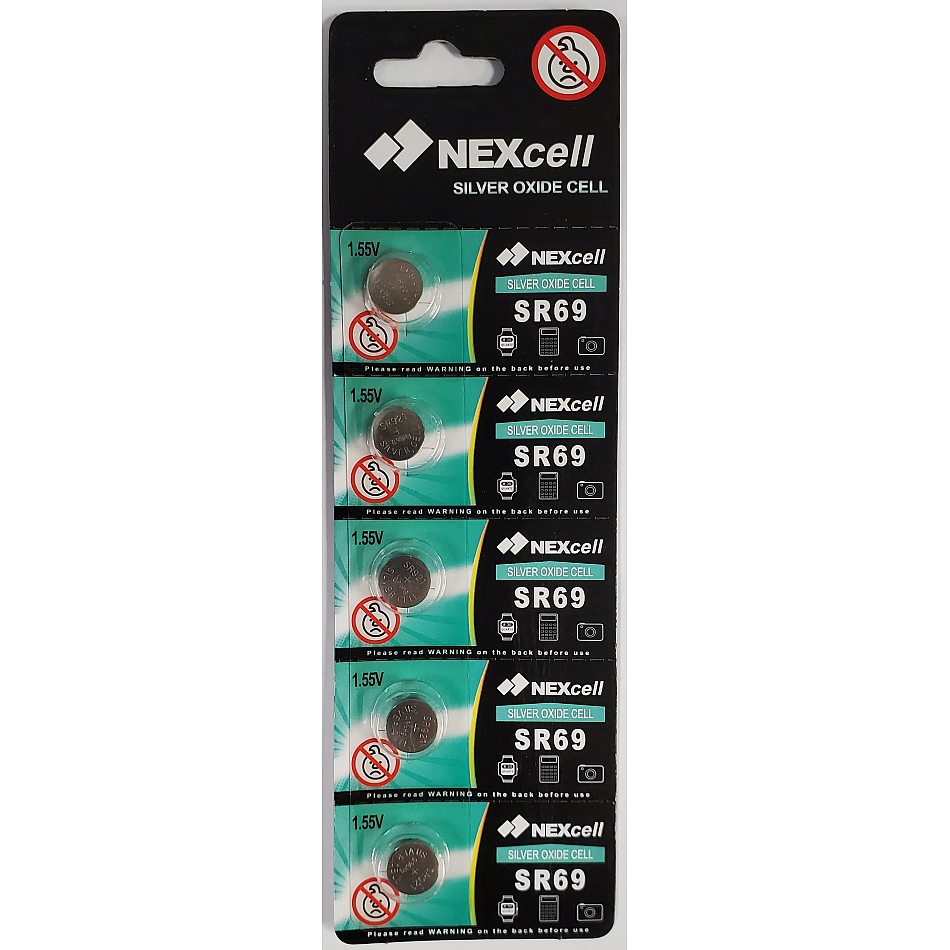 NEXcell
SILVER OXIDE CELL
1.55V
NEXcell
SILVER OXIDE CELL
SR69
Please read WARNING on the back before use
1.55V
NEXcell
SILVER OXIDE CELL
SR69
SR921
SILVER
Please read WARNING on the back before use
1.55V
NEXcell
SILVER OXIDE CELL
SR69
SR921
Please read WARNING on the back before use
1.55V
NEXcell
SILVER OXIDE CELL
SR69
SR921
Please read WARNING on the back before use
1.55V
NEXcell
SILVER OXIDE CELL
SR69
Please read WARNING on the back before use